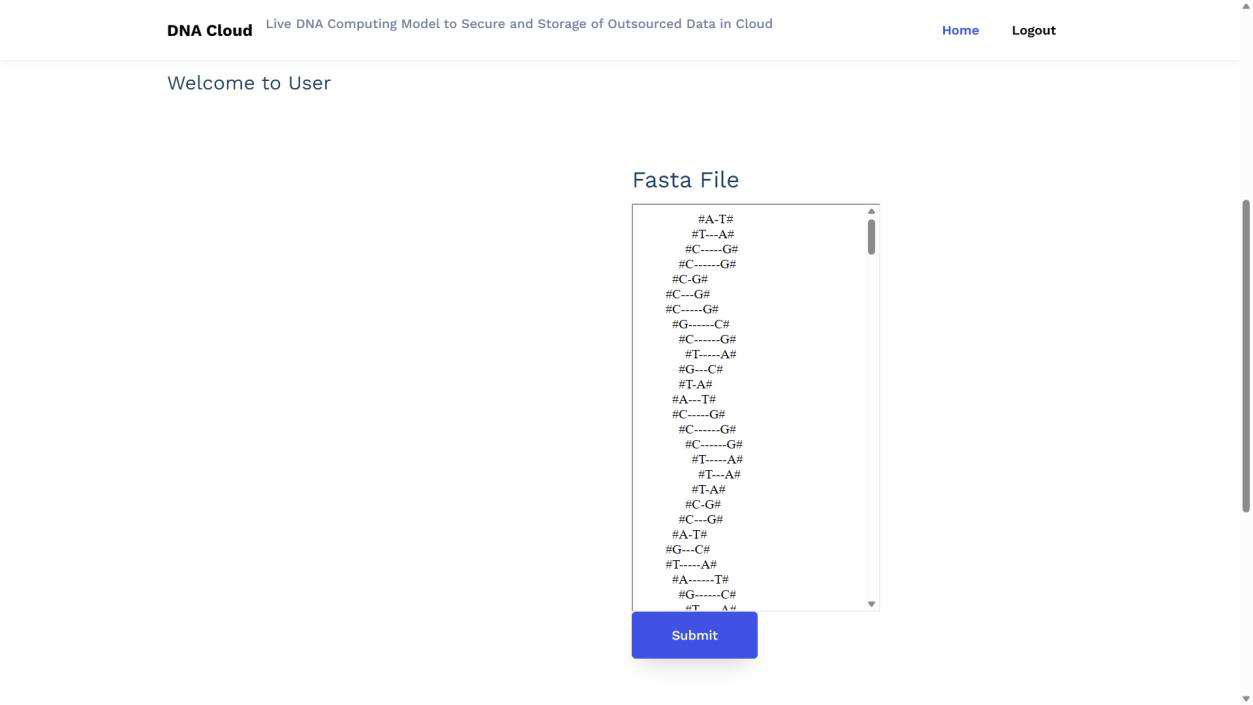 DNA Cloud Live DNA Computing Model to Secure and Storage of Outsourced Data in Cloud Home Logout
Welcome to User
Fasta File
#A-T#
#T---A#
#C-----G#
#C------G#
#C-G#
#C---G#
#C-----G#
#G------C#
#C------G#
#T-----A#
#G---C#
#T-A#
#A---T#
#C-----G#
#C------G#
#C------G#
#T-----A#
#T---A#
#T-A#
#C-G#
#C---G#
#A-T#
#G---C#
#T-----A#
#A------T#
#G------C#
#T-----A#
Submit